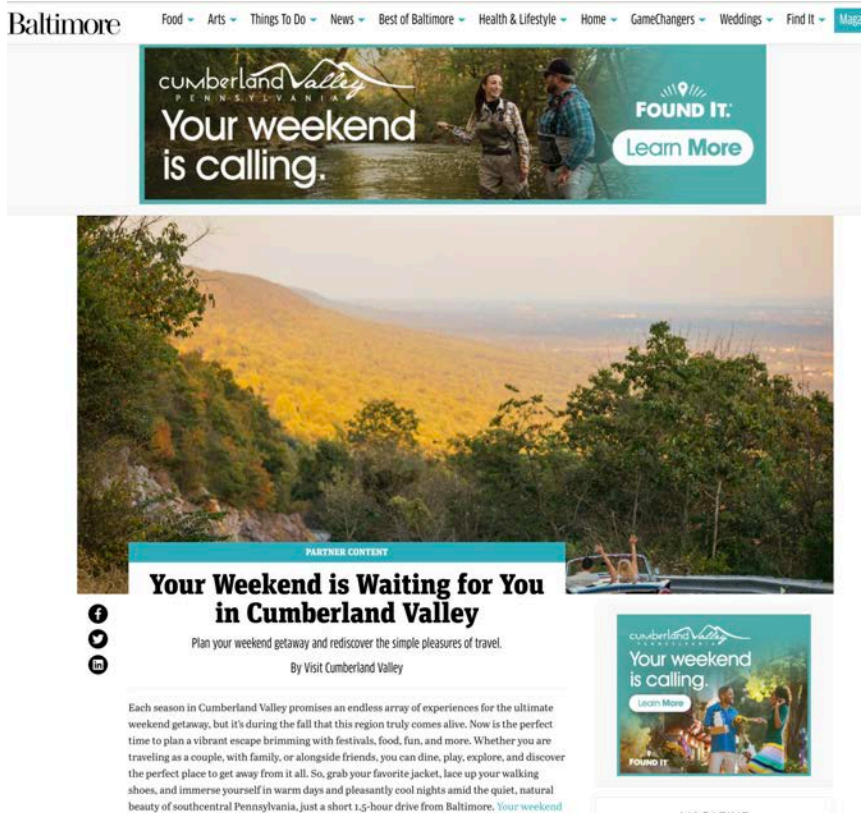 Baltimore
Food Arts Things To Do News Best of Baltimore Health & Lifestyle Home GameChangers Weddings Find It Maga
cumberland Valley
PENNSYLVANIA
Your weekend
is calling.
FOUND IT.
Learn More
PARTNER CONTENT
Your Weekend is Waiting for You
in Cumberland Valley
Plan your weekend getaway and rediscover the simple pleasures of travel.
By Visit Cumberland Valley
Each season in Cumberland Valley promises an endless array of experiences for the ultimate
weekend getaway, but it's during the fall that this region truly comes alive. Now is the perfect
time to plan a vibrant escape brimming with festivals, food, fun, and more. Whether you are
traveling as a couple, with family, or alongside friends, you can dine, play, explore, and discover
the perfect place to get away from it all. So, grab your favorite jacket, lace up your walking
shoes, and immerse yourself in warm days and pleasantly cool nights amid the quiet, natural
beauty of southcentral Pennsylvania, just a short 1.5-hour drive from Baltimore. Your weekend
cumberland Valley
PENNSYLVANIA
Your weekend
is calling.
Learn More
FOUND IT